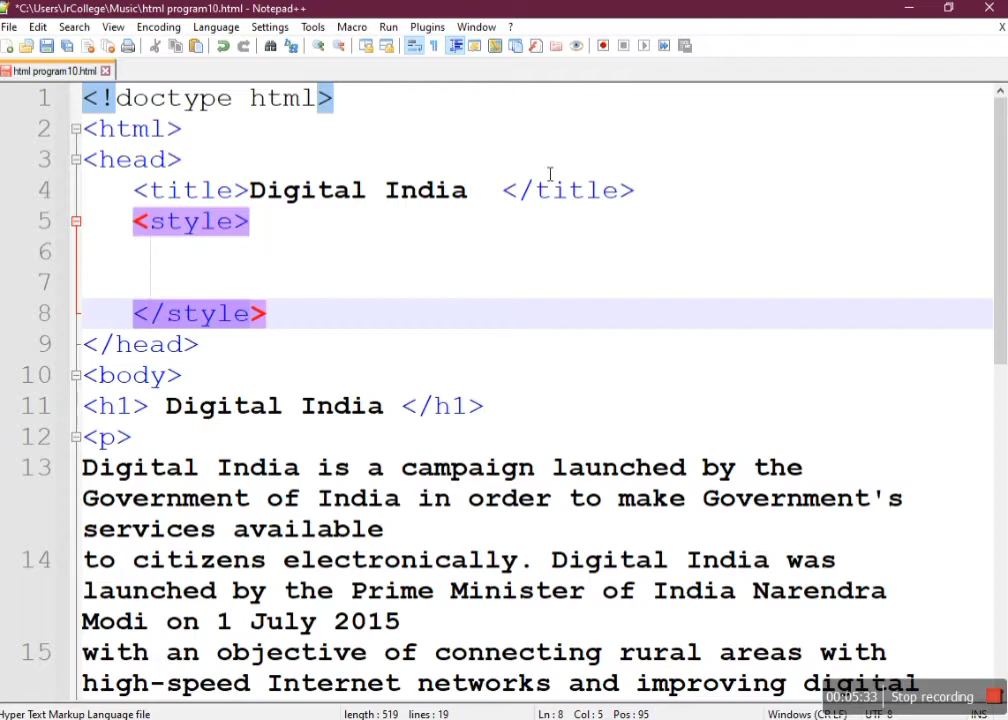 *C:\Users\JrCollege\Music\html program10.html - Notepad++
File Edit Search View Encoding Language Settings Tools Macro Run Plugins Window ? X
html program10.html
1 <!doctype html>
2 <html>
3 <head>
4 <title>Digital India </title>
5 <style>
6
7
8 </style>
9 </head>
10 <body>
11 <h1> Digital India </h1>
12 <p>
13 Digital India is a campaign launched by the
Government of India in order to make Government's
services available
14 to citizens electronically. Digital India was
launched by the Prime Minister of India Narendra
Modi on 1 July 2015
15 with an objective of connecting rural areas with
high-speed Internet networks and improving digital
00:05:33 Stop recording
Hyper Text Markup Language file length : 519 lines : 19 Ln : 8 Col : 5 Pos : 95 Windows (CR LF) UTF-8 INS